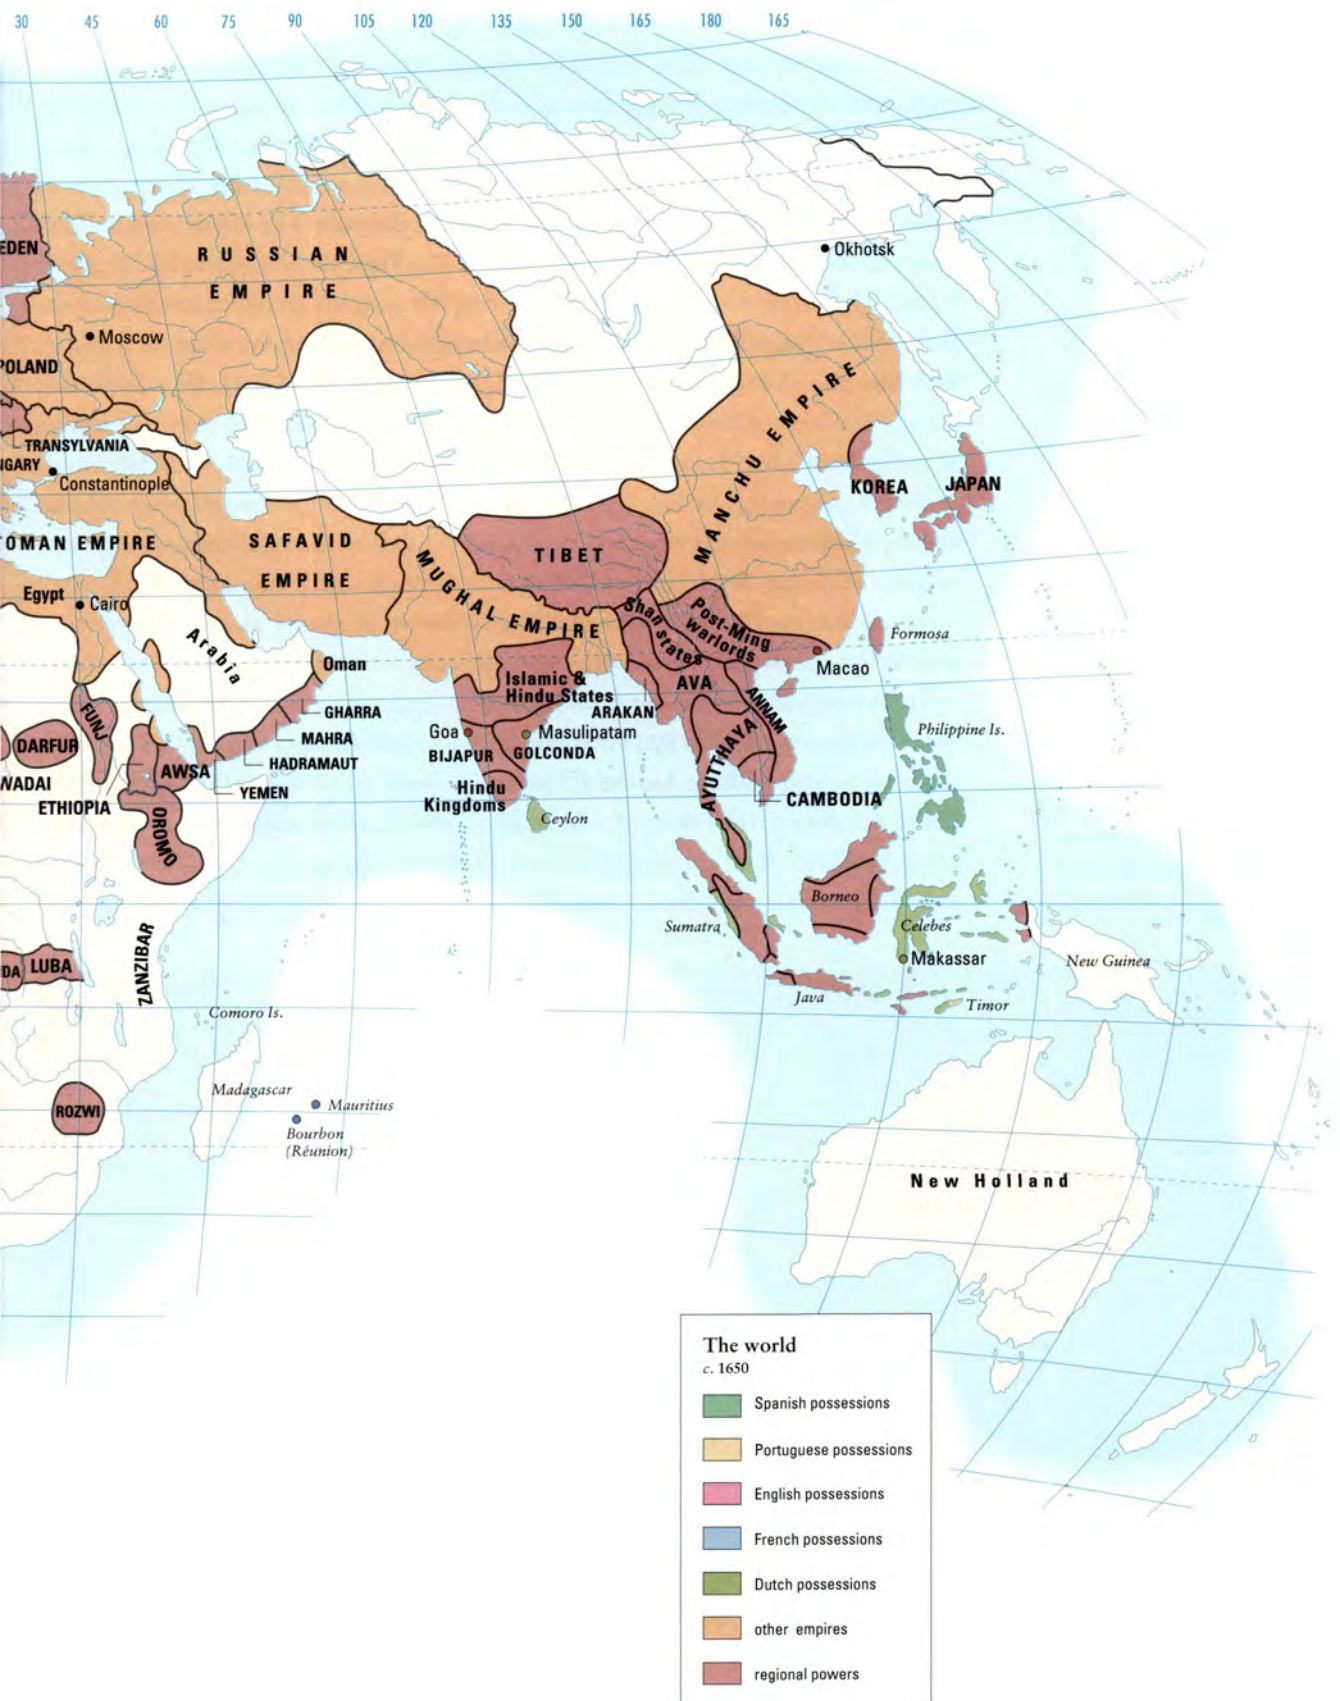 30 45 60 75 90 105 120 135 150 165 180 165
Okhotsk
EDEN
RUSSIAN
EMPIRE
Moscow
POLAND
MANCHU EMPIRE
TRANSYLVANIA
NGARY
Constantinople
KOREA
JAPAN
OMAN EMPIRE
SAFAVID
EMPIRE
TIBET
MUGHAL EMPIRE
Egypt
Cairo
Arabia
Shan states
Post-Ming
warlords
Formosa
Oman
Macao
Islamic &
Hindu States
AVA
ANNAM
ARAKAN
GHARRA
FUNJ
Goa
Masulipatam
Philippine Is.
DARFUR
MAHRA
BIJAPUR
GOLCONDA
AYUTTHAYA
HADRAMAUT
AWSA
WADAI
YEMEN
ETHIOPIA
Hindu
Kingdoms
CAMBODIA
Ceylon
OROMO
Borneo
Sumatra
Celebes
ZANZIBAR
Makassar
New Guinea
DA
LUBA
Java
Timor
Comoro Is.
Madagascar
Mauritius
ROZWI
Bourbon
(Réunion)
New Holland
The world
c. 1650
Spanish possessions
Portuguese possessions
English possessions
French possessions
Dutch possessions
other empires
regional powers